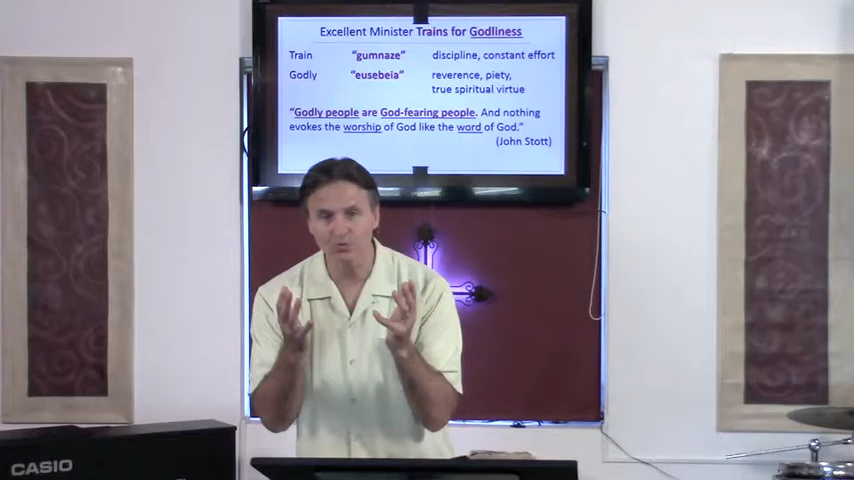 Excellent Minister Trains for Godliness
Train "gumnaze" discipline, constant effort
Godly "eusebeia" reverence, piety,
true spiritual virtue
"Godly people are God-fearing people. And nothing
evokes the worship of God like the word of God."
(John Stott)
CASIO